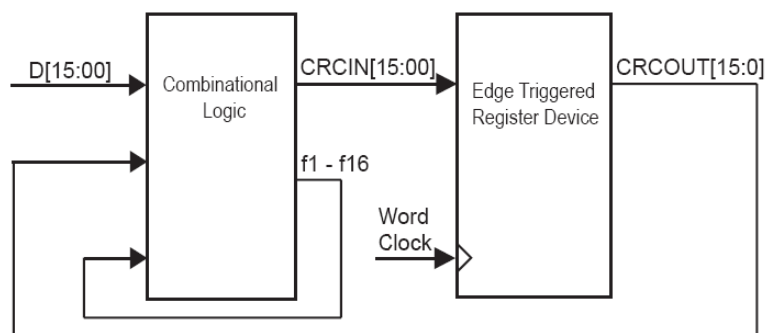 D[15:00]
Combinational
Logic
CRCIN[15:00]
f1 - f16
Edge Triggered
Register Device
Word
Clock
CRCOUT[15:0]